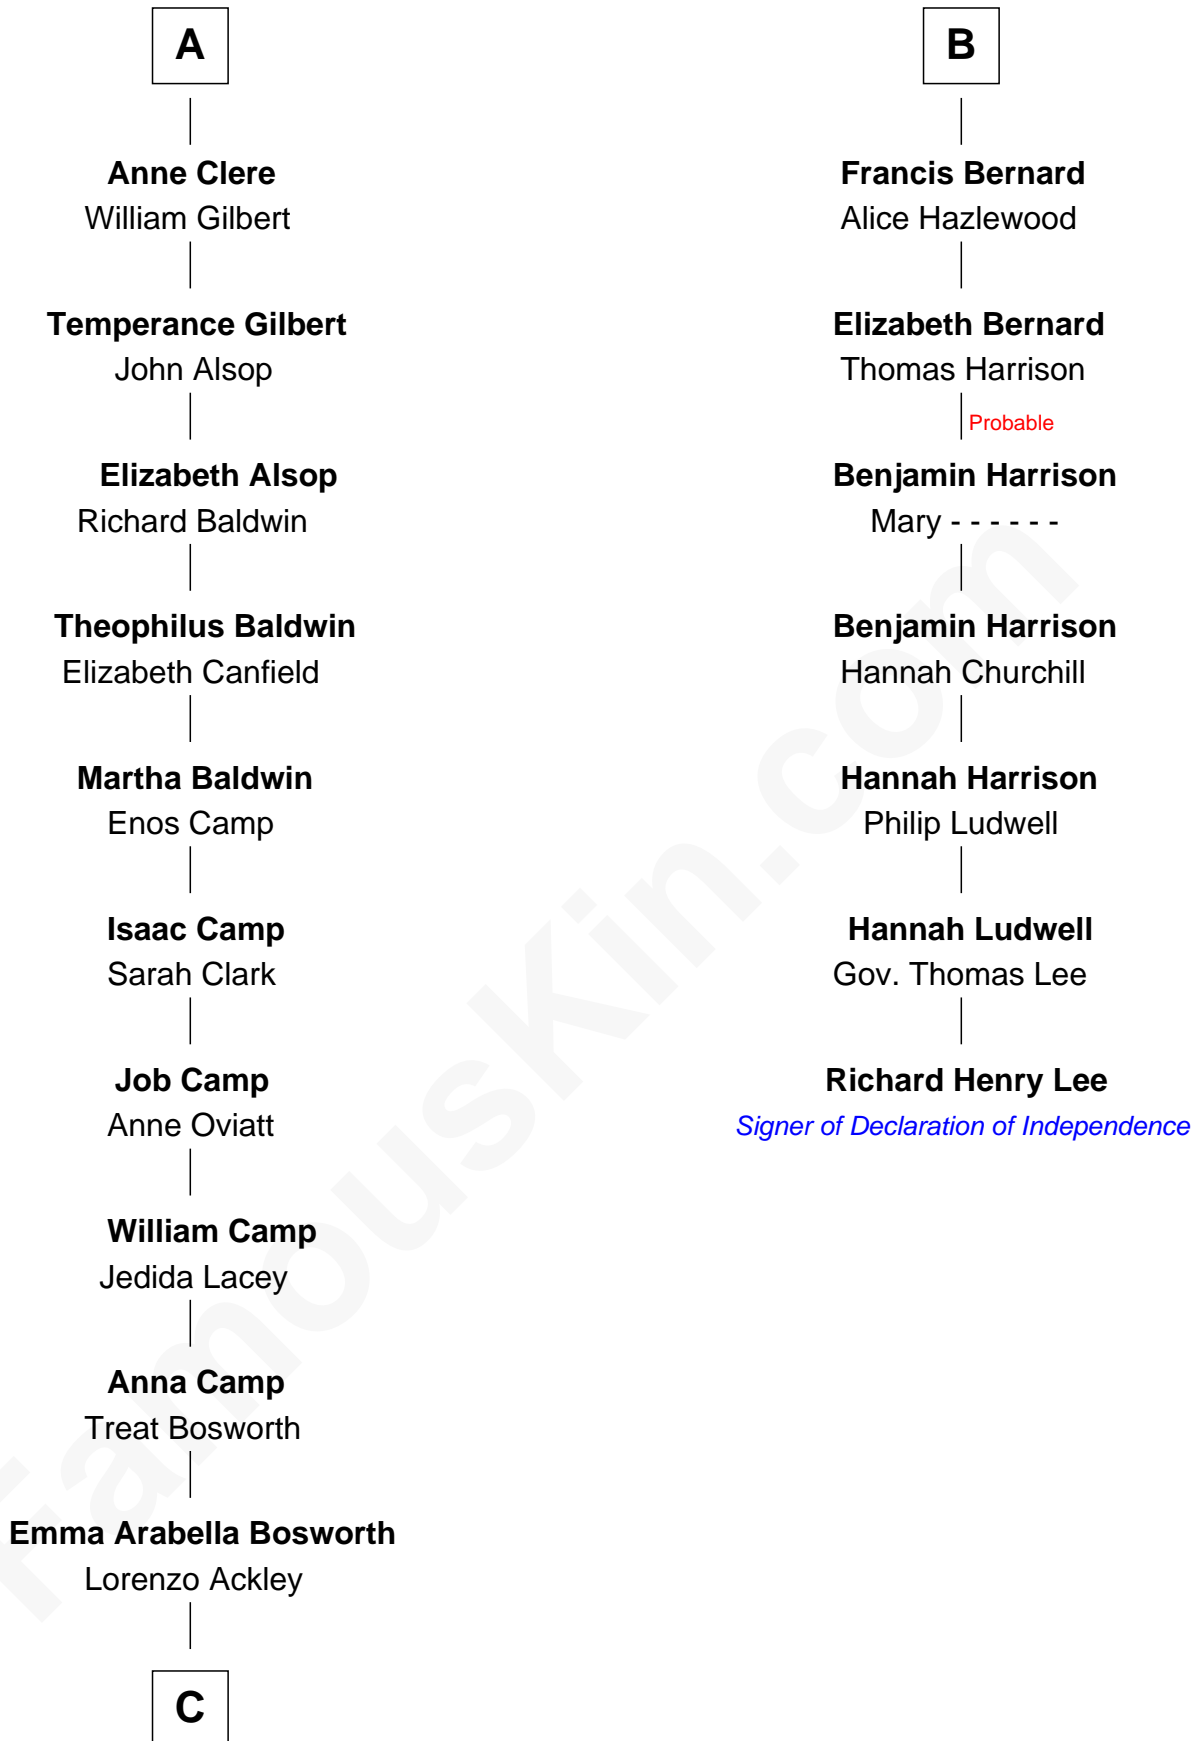 A
Anne Clere
William Gilbert
Temperance Gilbert
John Alsop
Elizabeth Alsop
Richard Baldwin
Theophilus Baldwin
Elizabeth Canfield
Martha Baldwin
Enos Camp
Isaac Camp
Sarah Clark
Job Camp
Anne Oviatt
William Camp
Jedida Lacey
Anna Camp
Treat Bosworth
Emma Arabella Bosworth
Lorenzo Ackley
C
B
Francis Bernard
Alice Hazlewood
Elizabeth Bernard
Thomas Harrison
Probable
Benjamin Harrison
Mary - - - - - -
Benjamin Harrison
Hannah Churchill
Hannah Harrison
Philip Ludwell
Hannah Ludwell
Gov. Thomas Lee
Richard Henry Lee
Signer of Declaration of Independence
FamousKin.com